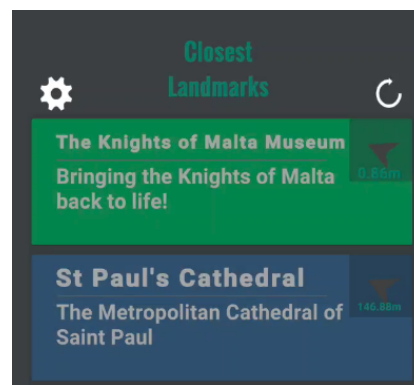 Closest
Landmarks
The Knights of Malta Museum
0.86m
Bringing the Knights of Malta
back to life!
St Paul's Cathedral
146.88m
The Metropolitan Cathedral of
Saint Paul